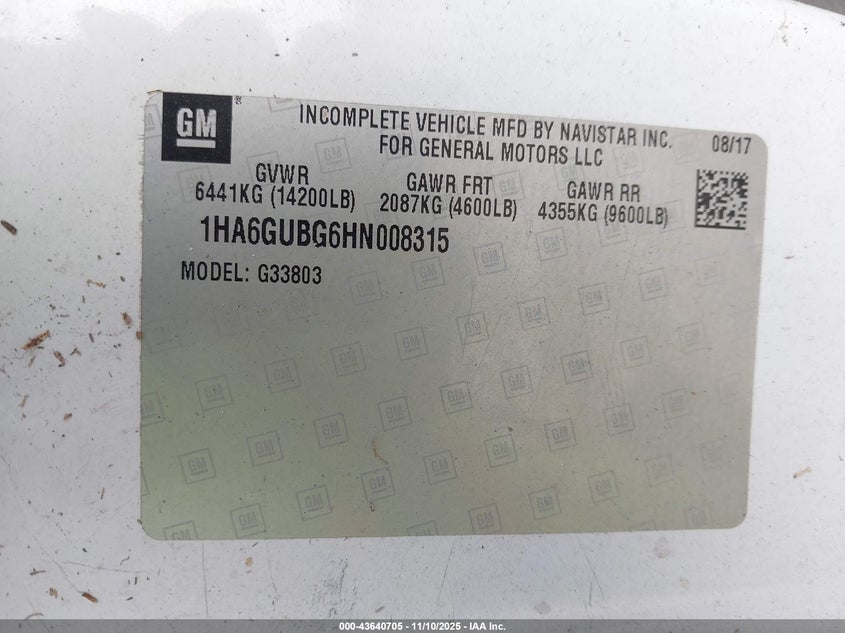 GM
INCOMPLETE VEHICLE MFD BY NAVISTAR INC.
FOR GENERAL MOTORS LLC
08/17
GVWR
6441KG (14200LB)
GAWR FRT
2087KG (4600LB)
GAWR RR
4355KG (9600LB)
1HA6GUBG6HN008315
MODEL: G33803
000-43640705 - 11/10/2025 - IAA Inc.